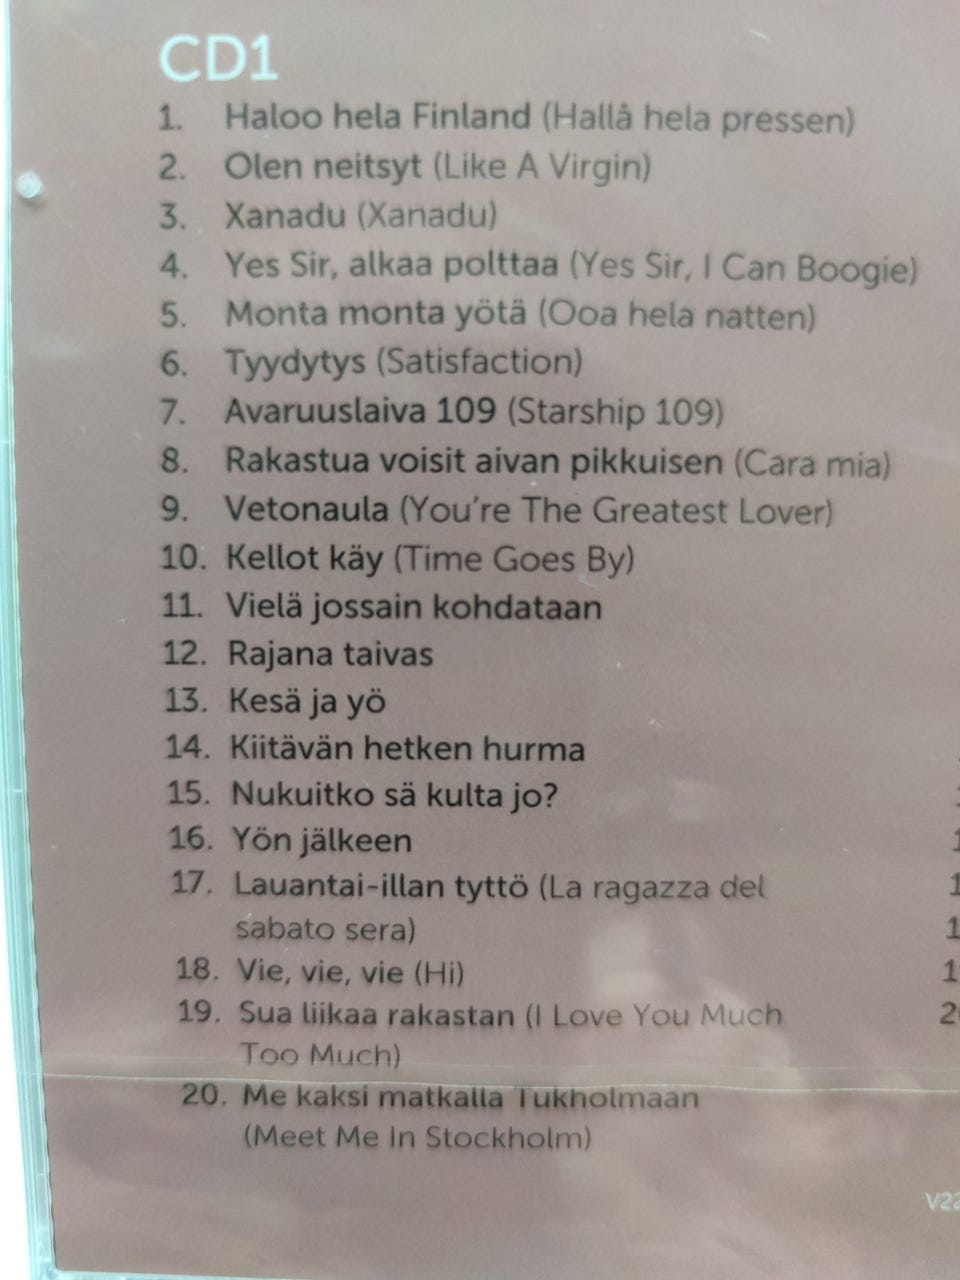 CD1
1. Haloo hela Finland (Hallå hela pressen)
2. Olen neitsyt (Like A Virgin)
3. Xanadu (Xanadu)
4. Yes Sir, alkaa polttaa (Yes Sir, I Can Boogie)
5. Monta monta yötä (Ooa hela natten)
6. Tyydytys (Satisfaction)
7. Avaruuslaiva 109 (Starship 109)
8. Rakastua voisit aivan pikkuisen (Cara mia)
9. Vetonaula (You're The Greatest Lover)
10. Kellot käy (Time Goes By)
11. Vielä jossain kohdataan
12. Rajana taivas
13. Kesä ja yö
14. Kiitävän hetken hurma
15. Nukuitko sä kulta jo?
16. Yön jälkeen
17. Lauantai-illan tyttö (La ragazza del
sabato sera)
18. Vie, vie, vie (Hi)
19. Sua liikaa rakastan (I Love You Much
Too Much)
20. Me kaksi matkalla Tukholmaan
(Meet Me In Stockholm)